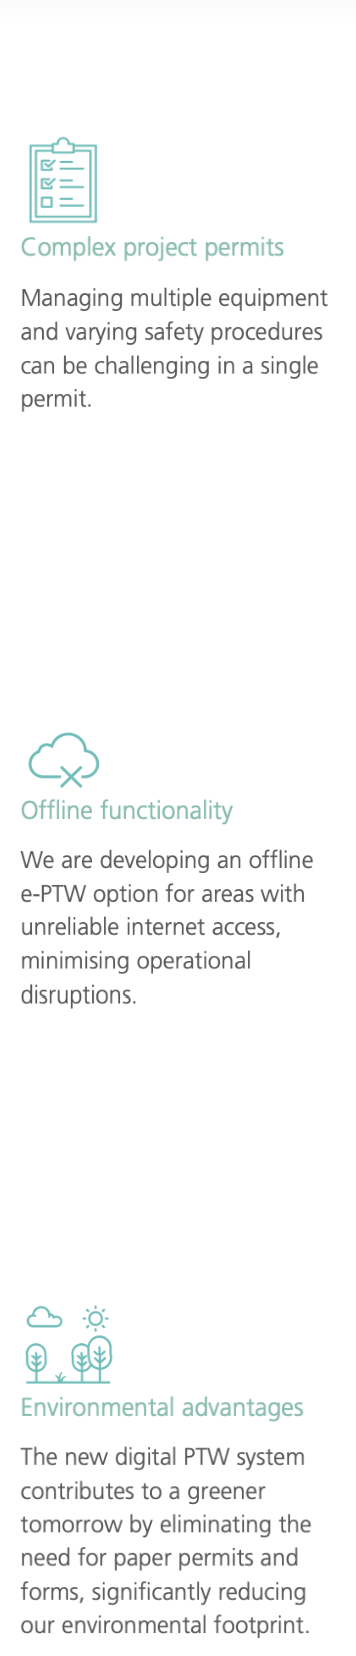 Complex project permits
Managing multiple equipment
and varying safety procedures
can be challenging in a single
permit.
Offline functionality
We are developing an offline
e-PTW option for areas with
unreliable internet access,
minimising operational
disruptions.
Environmental advantages
The new digital PTW system
contributes to a greener
tomorrow by eliminating the
need for paper permits and
forms, significantly reducing
our environmental footprint.